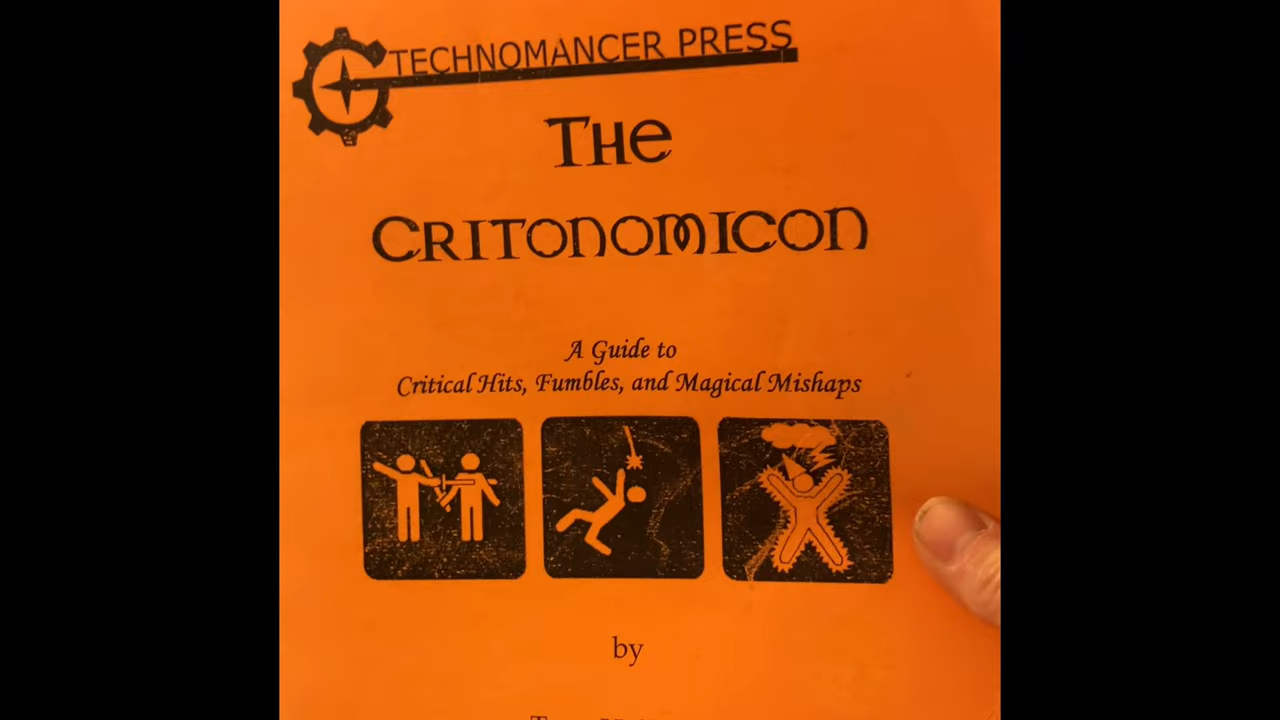 TECHNOMANCER PRESS
THE
CRITONOMICON
A Guide to
Critical Hits, Fumbles, and Magical Mishaps
by